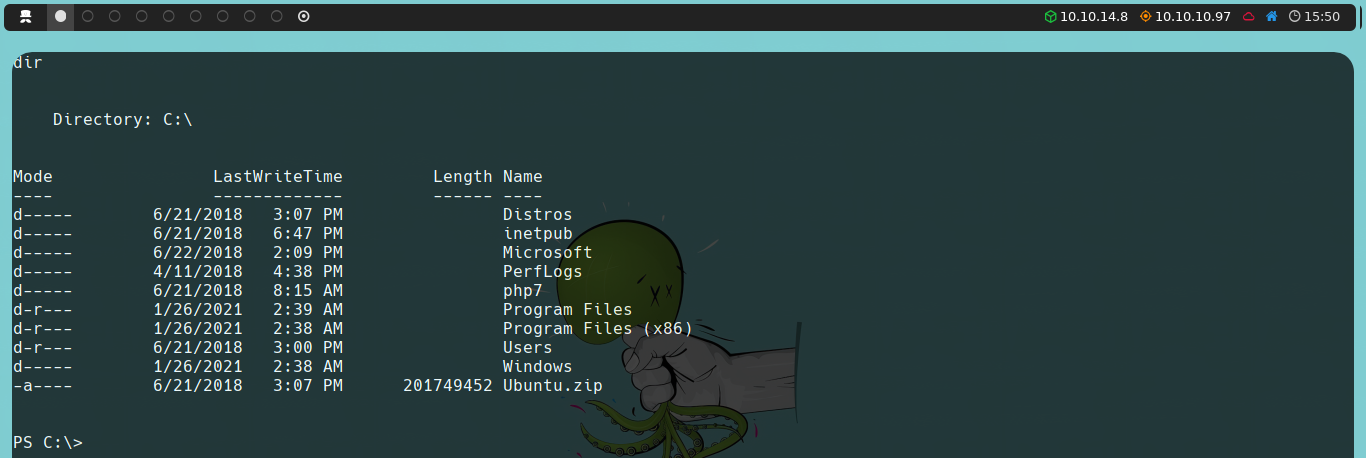 10.10.14.8 10.10.10.97 15:50
dir
Directory: C:\
Mode LastWriteTime Length Name
---- ------------- ------ ----
d----- 6/21/2018 3:07 PM Distros
d----- 6/21/2018 6:47 PM inetpub
d----- 6/22/2018 2:09 PM Microsoft
d----- 4/11/2018 4:38 PM PerfLogs
d----- 6/21/2018 8:15 AM php7
d-r--- 1/26/2021 2:39 AM Program Files
d-r--- 1/26/2021 2:38 AM Program Files (x86)
d-r--- 6/21/2018 3:00 PM Users
d----- 1/26/2021 2:38 AM Windows
-a---- 6/21/2018 3:07 PM 201749452 Ubuntu.zip
PS C:\>